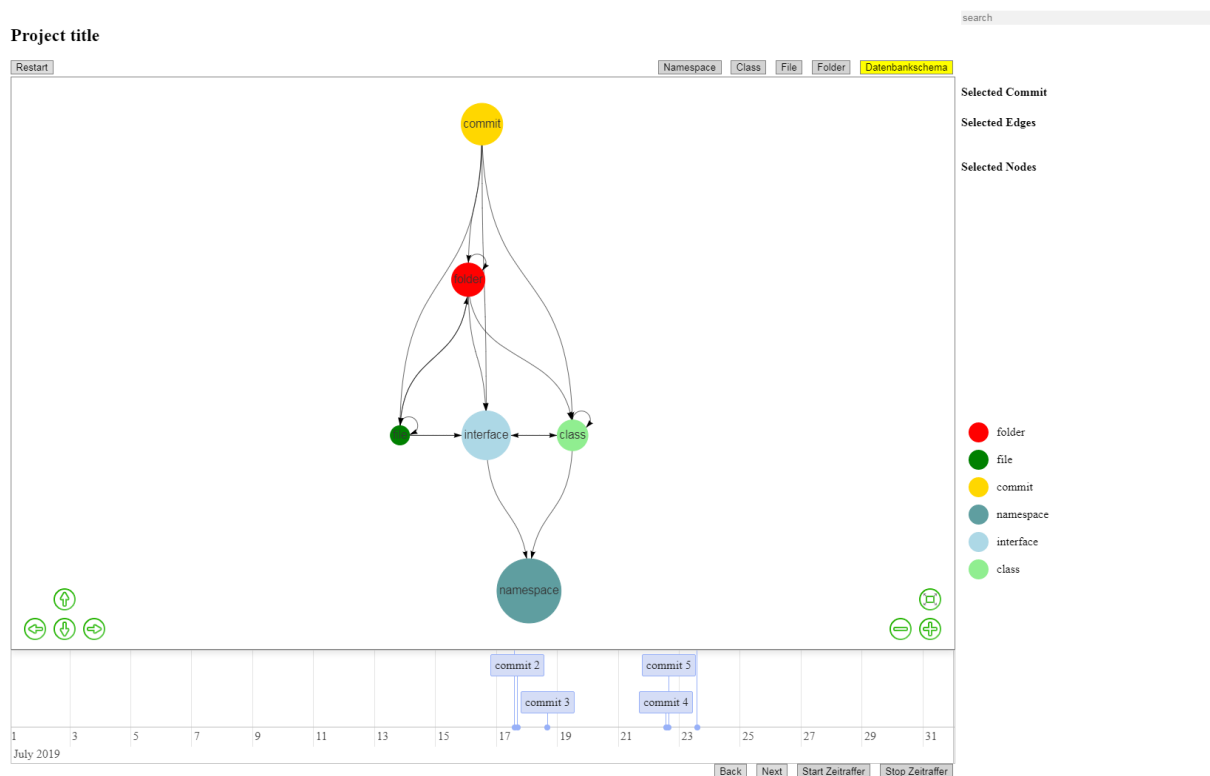 search
Project title
Restart
Namespace
Class
File
Folder
Datenbankschema
Selected Commit
Selected Edges
Selected Nodes
commit
folder
file
interface
class
namespace
folder
file
commit
namespace
interface
class
commit 2
commit 5
commit 3
commit 4
1 3 5 7 9 11 13 15 17 19 21 23 25 27 29 31
July 2019
Back
Next
Start Zeitraffer
Stop Zeitraffer